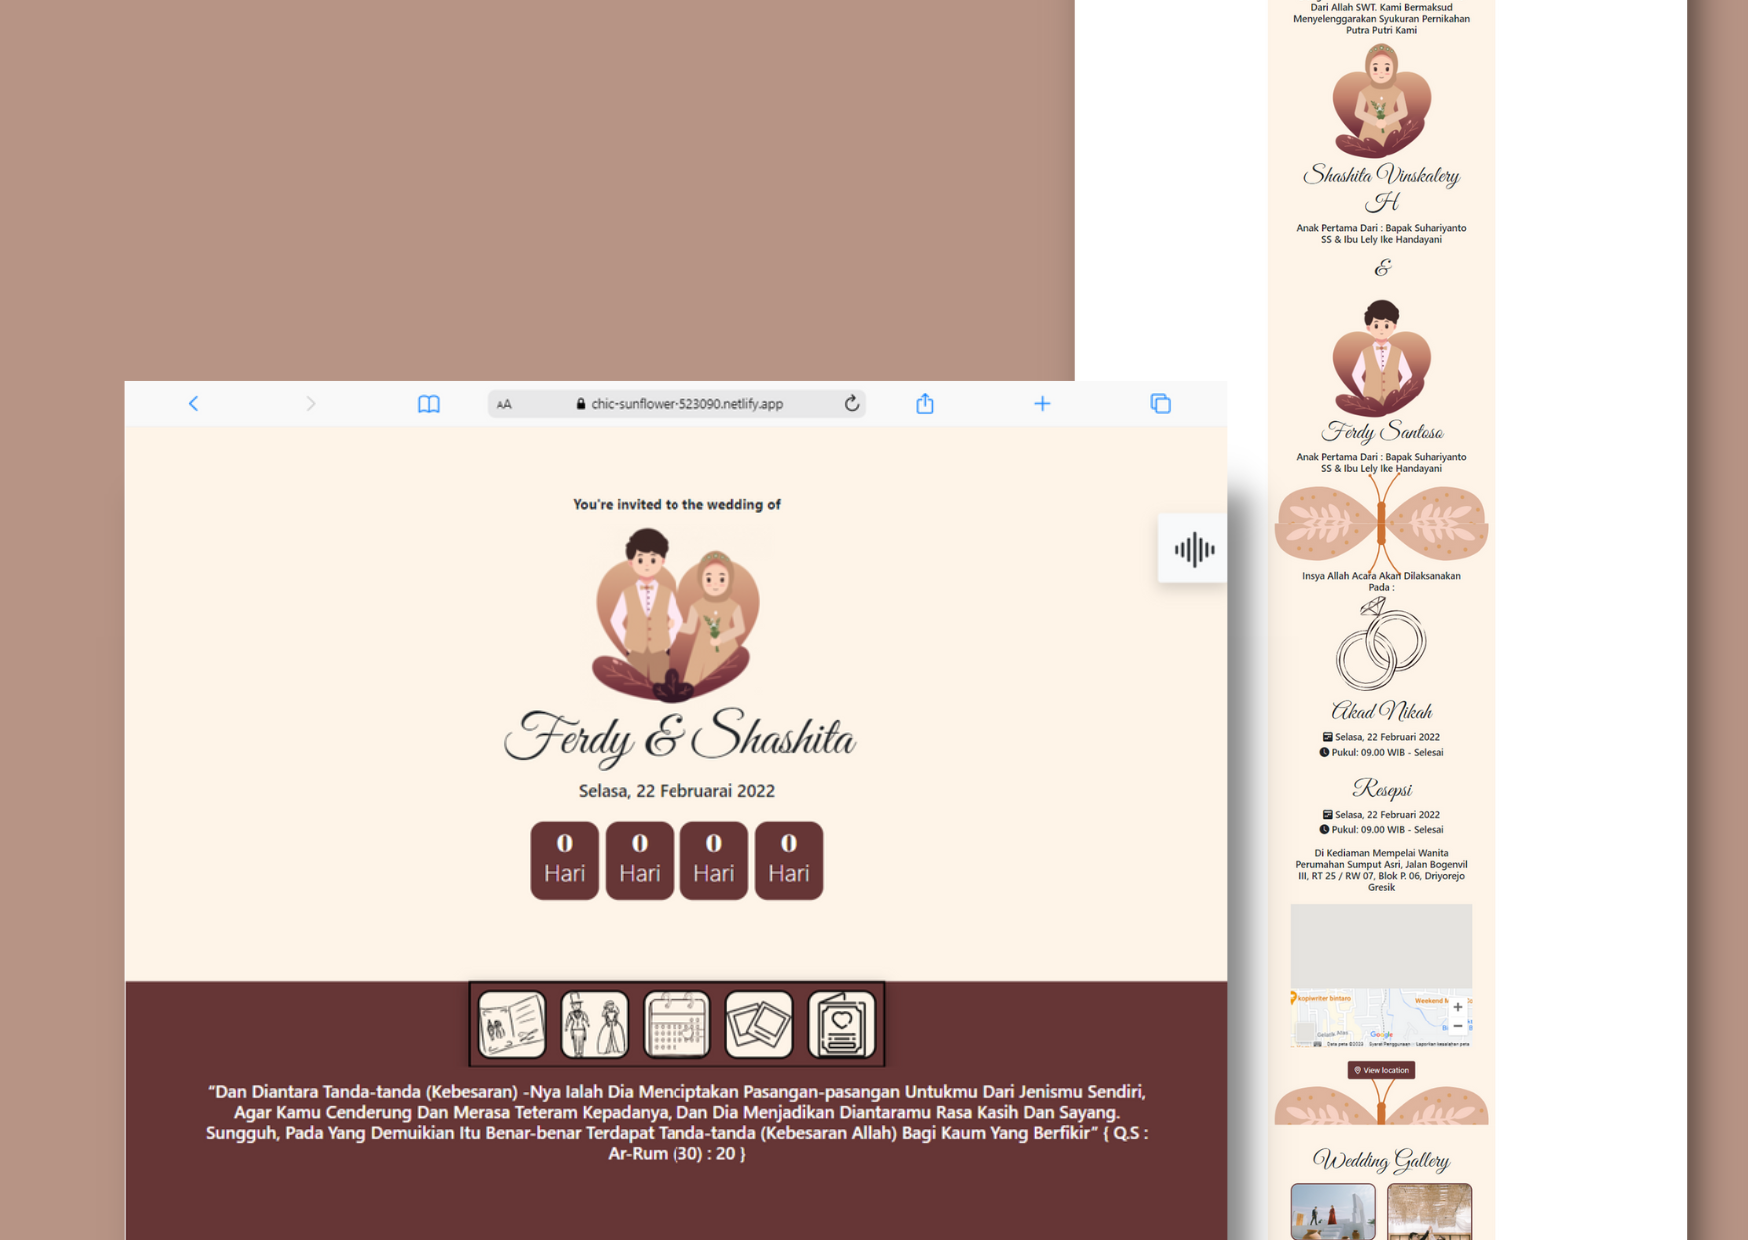 AA
chic-sunflower-523090.netlify.app
You're invited to the wedding of
Ferdy & Shashita
Selasa, 22 Februarai 2022
0 0 0 0
Hari Hari Hari Hari
“Dan Diantara Tanda-tanda (Kebesaran) -Nya Ialah Dia Menciptakan Pasangan-pasangan Untukmu Dari Jenismu Sendiri,
Agar Kamu Cenderung Dan Merasa Teteram Kepadanya, Dan Dia Menjadikan Diantaramu Rasa Kasih Dan Sayang.
Sungguh, Pada Yang Demuikian Itu Benar-benar Terdapat Tanda-tanda (Kebesaran Allah) Bagi Kaum Yang Berfikir” { Q.S :
Ar-Rum (30) : 20 }
Dari Allah SWT. Kami Bermaksud
Menyelenggarakan Syukuran Pernikahan
Putra Putri Kami
Shashita Vinskalery
H
Anak Pertama Dari : Bapak Suhariyanto
SS & Ibu Lely Ike Handayani
&
Ferdy Santoso
Anak Pertama Dari : Bapak Suhariyanto
SS & Ibu Lely Ike Handayani
Insya Allah Acara Akan Dilaksanakan
Pada :
Akad Nikah
Selasa, 22 Februari 2022
Pukul: 09.00 WIB - Selesai
Resepsi
Selasa, 22 Februari 2022
Pukul: 09.00 WIB - Selesai
Di Kediaman Mempelai Wanita
Perumahan Sumput Asri, Jalan Bogenvil
III, RT 25 / RW 07, Blok P. 06, Driyorejo
Gresik
kopiwriter bintaro
Weekend
Google
View location
Wedding Gallery